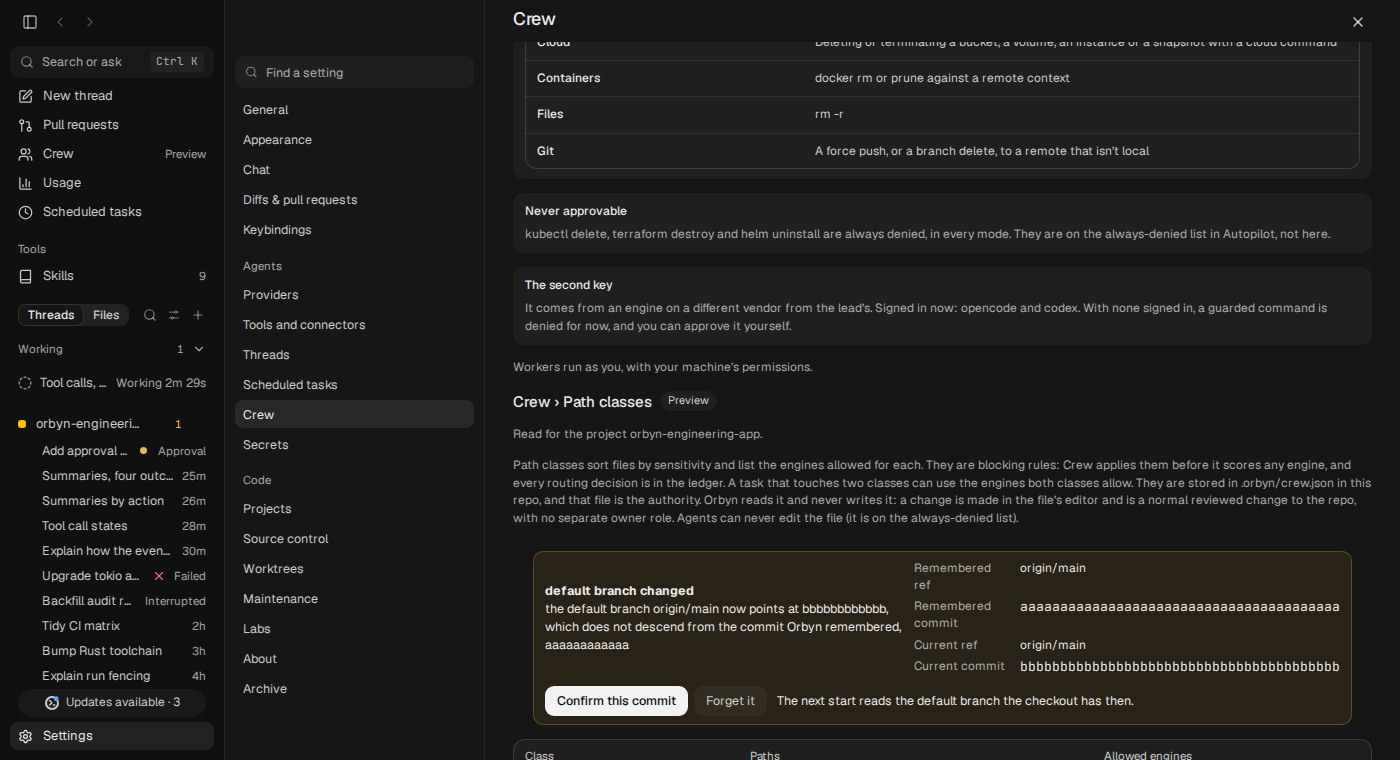 Search or ask Ctrl K
New thread
Pull requests
Crew Preview
Usage
Scheduled tasks
Tools
Skills 9
Threads Files
Working 1
Tool calls, ... Working 2m 29s
orbyn-engineeri... 1
Add approval ... Approval
Summaries, four outc... 25m
Summaries by action 26m
Tool call states 28m
Explain how the even... 30m
Upgrade tokio a... Failed
Backfill audit r... Interrupted
Tidy CI matrix 2h
Bump Rust toolchain 3h
Explain run fencing 4h
Updates available · 3
Settings
Find a setting
General
Appearance
Chat
Diffs & pull requests
Keybindings
Agents
Providers
Tools and connectors
Threads
Scheduled tasks
Crew
Secrets
Code
Projects
Source control
Worktrees
Maintenance
Labs
About
Archive
Crew
Cloud Deleting or terminating a bucket, a volume, an instance or a snapshot with a cloud command
Containers docker rm or prune against a remote context
Files rm -r
Git A force push, or a branch delete, to a remote that isn't local
Never approvable
kubectl delete, terraform destroy and helm uninstall are always denied, in every mode. They are on the always-denied list in Autopilot, not here.
The second key
It comes from an engine on a different vendor from the lead's. Signed in now: opencode and codex. With none signed in, a guarded command is
denied for now, and you can approve it yourself.
Workers run as you, with your machine's permissions.
Crew › Path classes Preview
Read for the project orbyn-engineering-app.
Path classes sort files by sensitivity and list the engines allowed for each. They are blocking rules: Crew applies them before it scores any engine, and
every routing decision is in the ledger. A task that touches two classes can use the engines both classes allow. They are stored in .orbyn/crew.json in this
repo, and that file is the authority. Orbyn reads it and never writes it: a change is made in the file's editor and is a normal reviewed change to the repo,
with no separate owner role. Agents can never edit the file (it is on the always-denied list).
default branch changed
the default branch origin/main now points at bbbbbbbbbbbb,
which does not descend from the commit Orbyn remembered,
aaaaaaaaaaaa
Remembered ref origin/main
Remembered commit aaaaaaaaaaaaaaaaaaaaaaaaaaaaaaaaaaaaaaaa
Current ref origin/main
Current commit bbbbbbbbbbbbbbbbbbbbbbbbbbbbbbbbbbbbbbbb
Confirm this commit Forget it The next start reads the default branch the checkout has then.
Class Paths Allowed engines